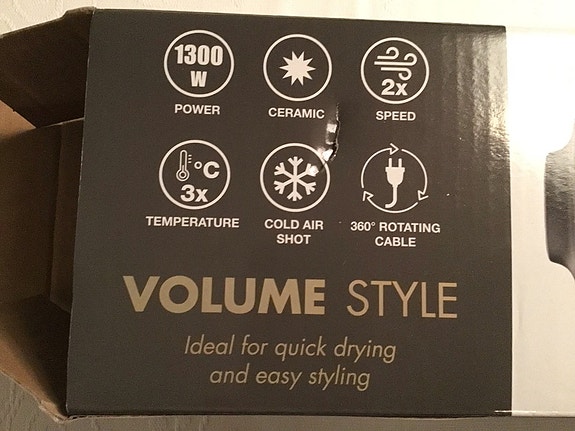 1300
W
POWER
CERAMIC
2x
SPEED
°C
3x
TEMPERATURE
COLD AIR
SHOT
360° ROTATING
CABLE
VOLUME STYLE
Ideal for quick drying
and easy styling